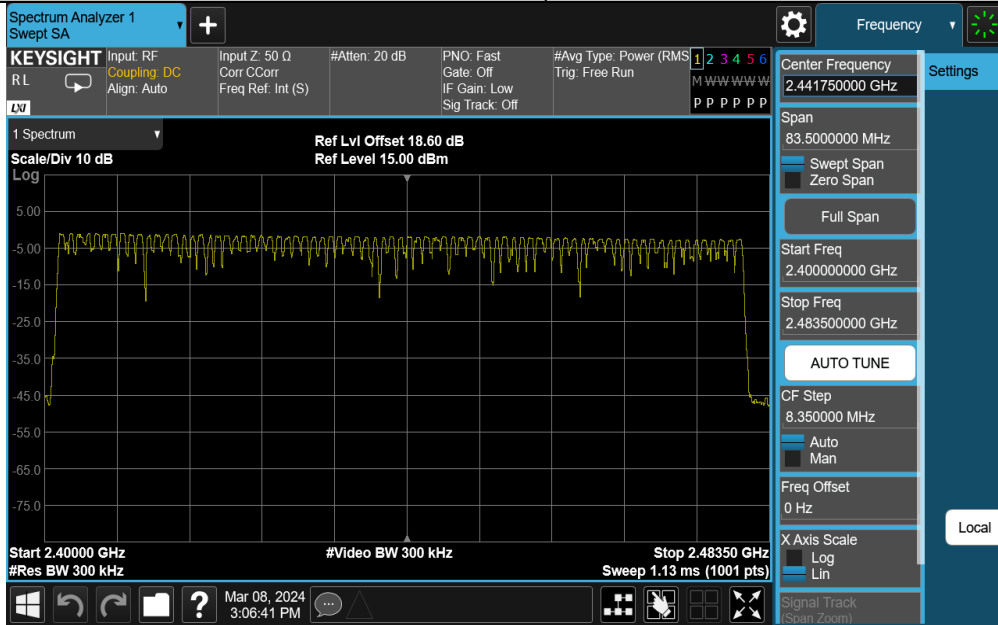 Spectrum Analyzer 1
Swept SA
Frequency
KEYSIGHT
R L
LXI
Input: RF
Coupling: DC
Align: Auto
Input Z: 50 Ω
Corr CCorr
Freq Ref: Int (S)
#Atten: 20 dB
PNO: Fast
Gate: Off
IF Gain: Low
Sig Track: Off
#Avg Type: Power (RMS
Trig: Free Run
1 2 3 4 5 6
M W W W W W
P P P P P P
1 Spectrum
Scale/Div 10 dB
Log
Ref Lvl Offset 18.60 dB
Ref Level 15.00 dBm
5.00
-5.00
-15.0
-25.0
-35.0
-45.0
-55.0
-65.0
-75.0
Start 2.40000 GHz
#Res BW 300 kHz
#Video BW 300 kHz
Stop 2.48350 GHz
Sweep 1.13 ms (1001 pts)
Center Frequency
2.441750000 GHz
Settings
Span
83.5000000 MHz
Swept Span
Zero Span
Full Span
Start Freq
2.400000000 GHz
Stop Freq
2.483500000 GHz
AUTO TUNE
CF Step
8.350000 MHz
Auto
Man
Freq Offset
0 Hz
Local
X Axis Scale
Log
Lin
Signal Track
(Span Zoom)
?
Mar 08, 2024
3:06:41 PM